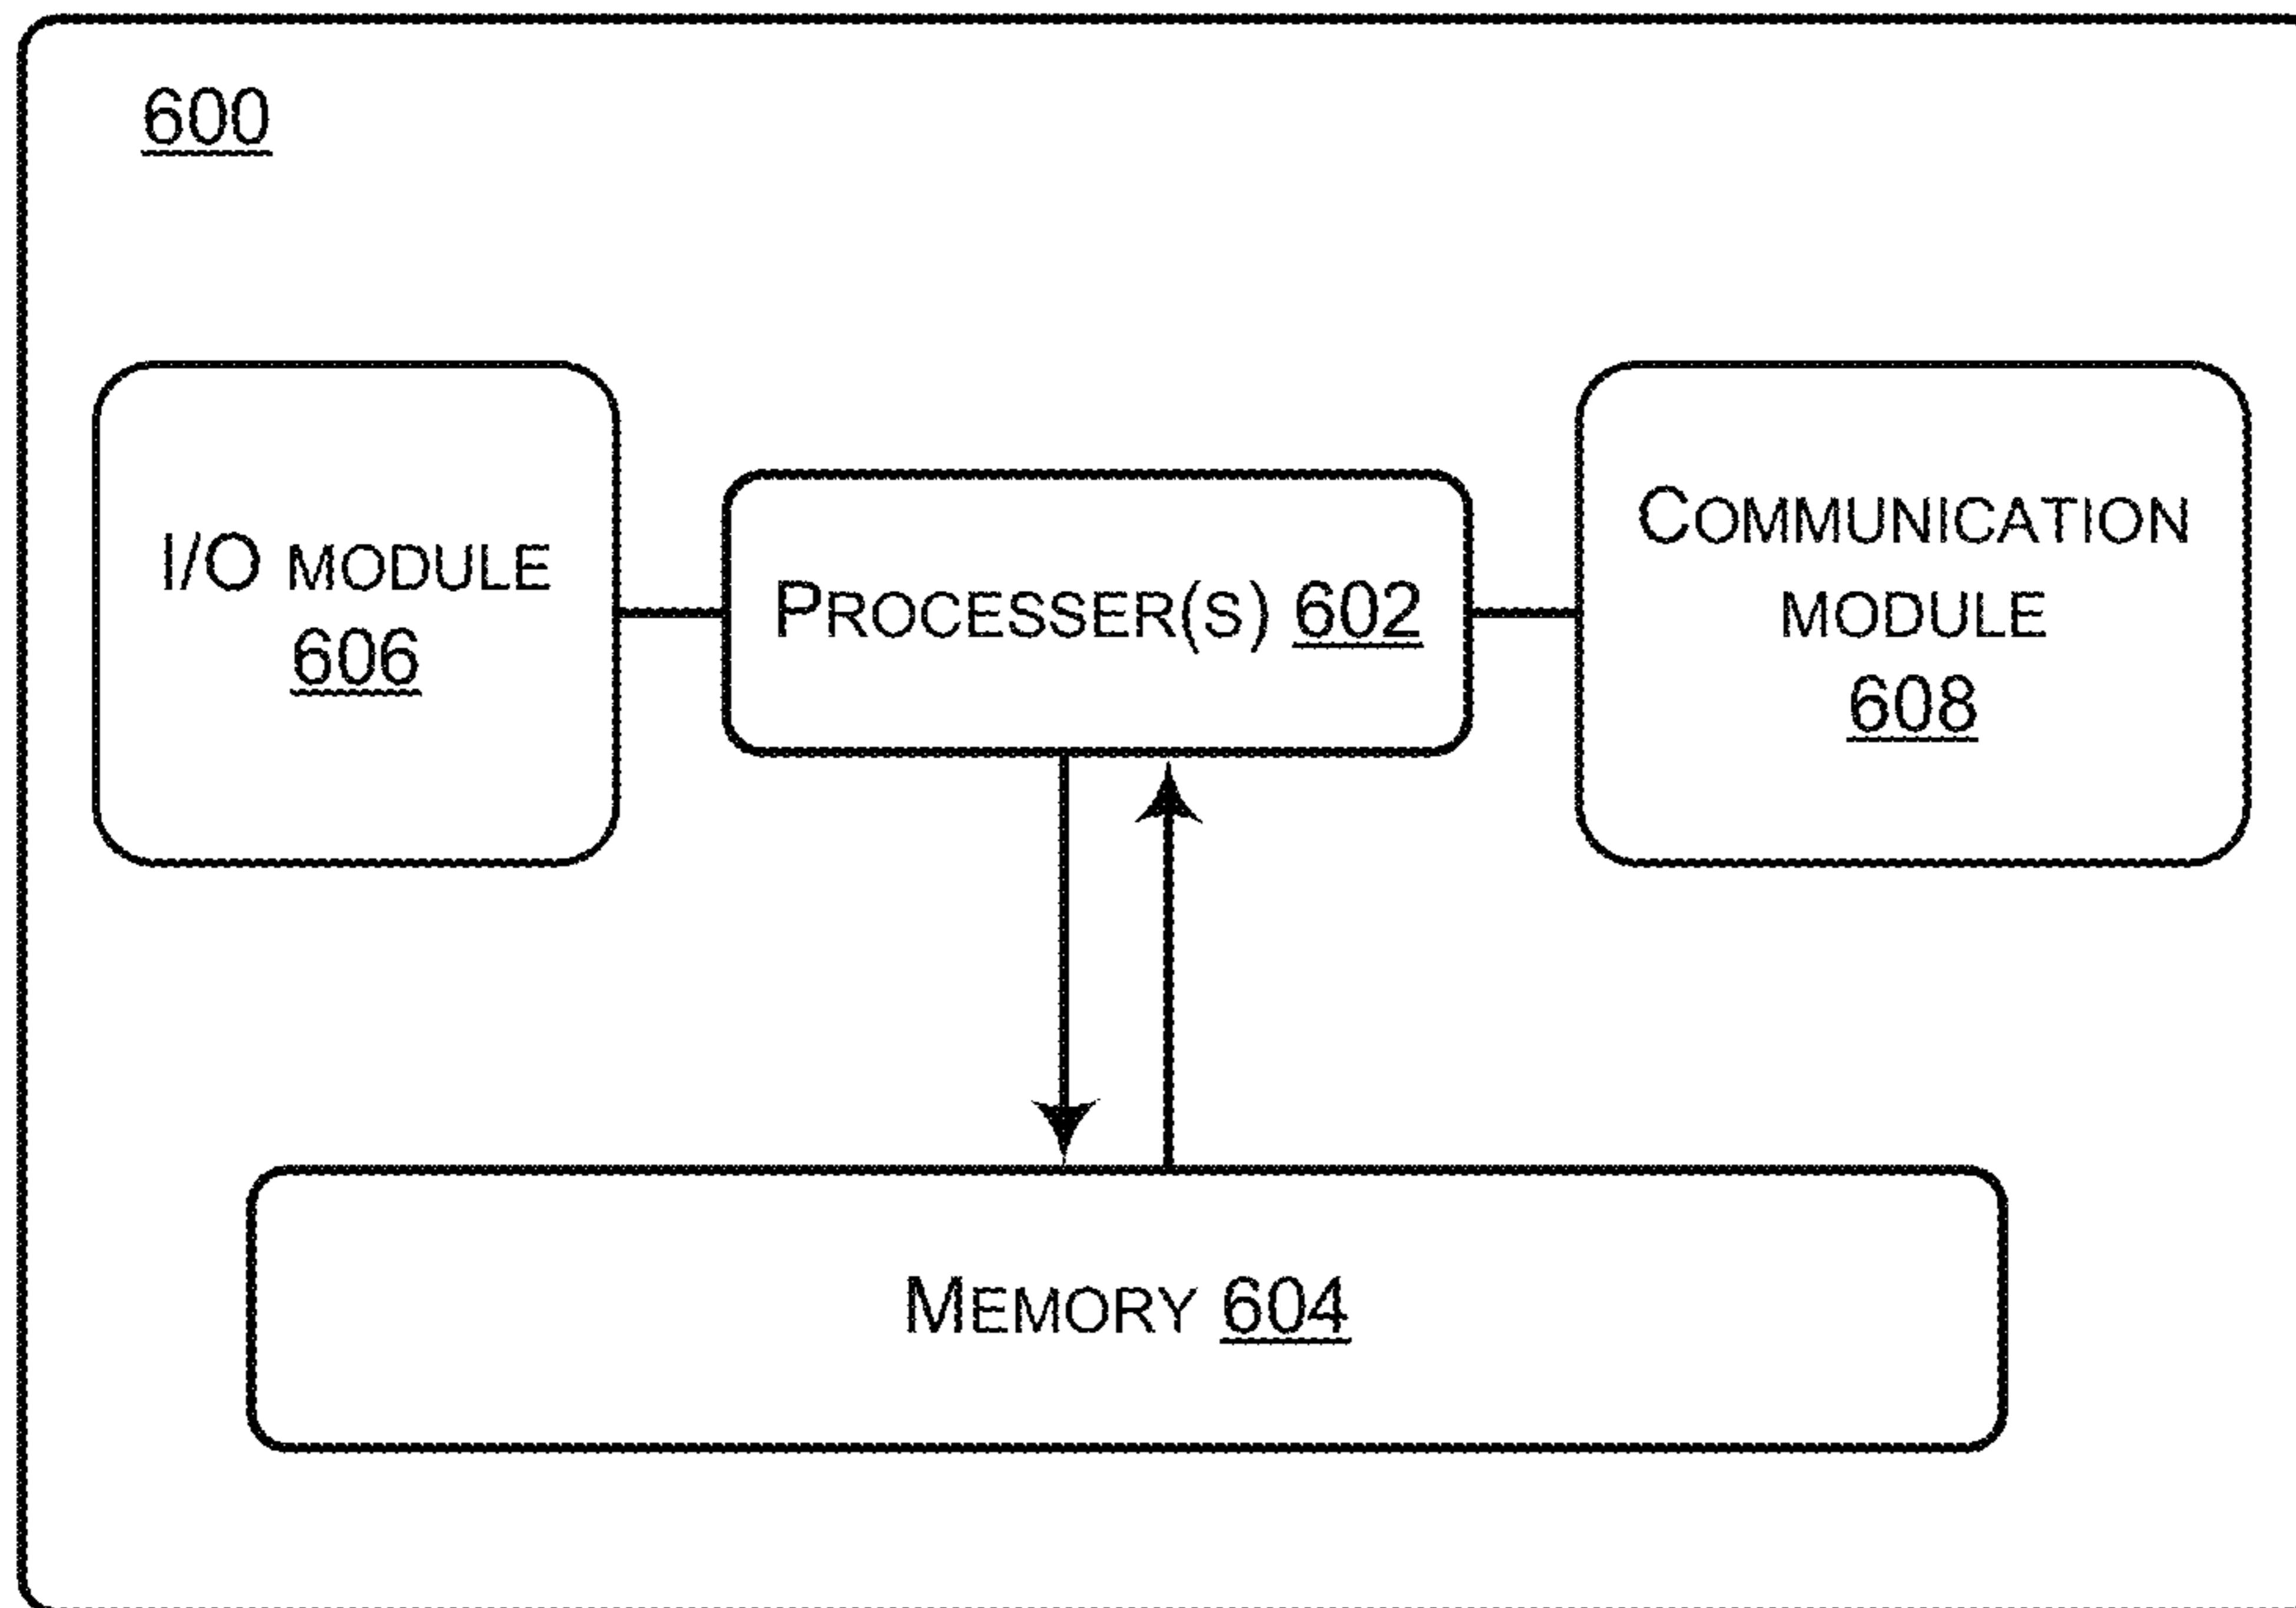 600
I/O MODULE
606
PROCESSER(S) 602
COMMUNICATION
MODULE
608
MEMORY 604